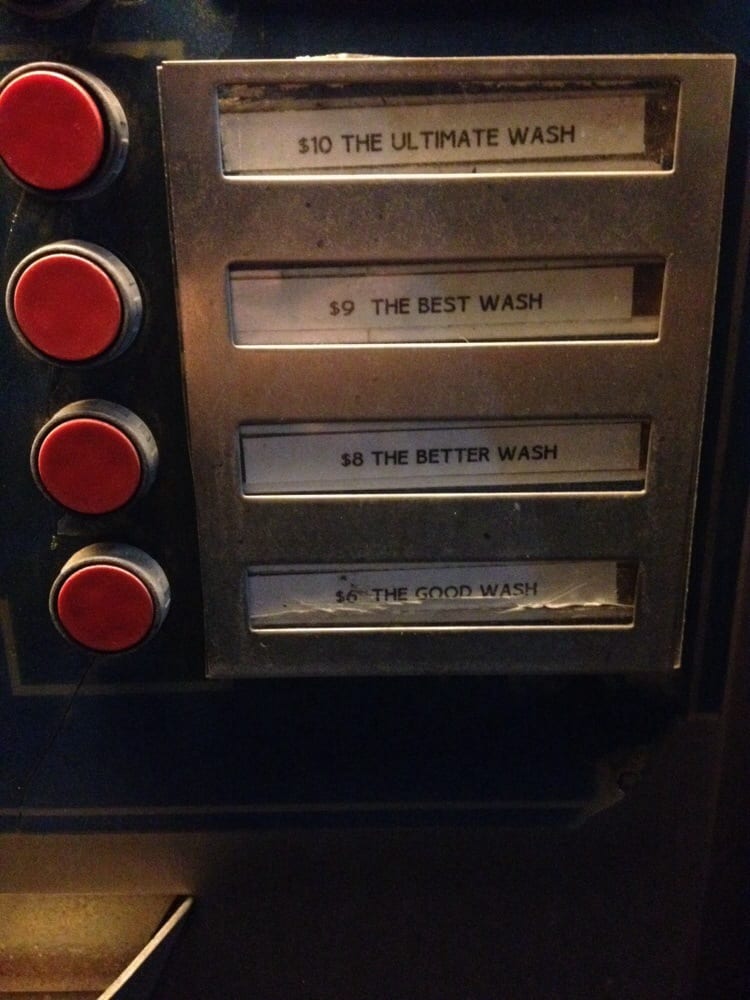 $10 THE ULTIMATE WASH
$9 THE BEST WASH
$8 THE BETTER WASH
$6 THE GOOD WASH